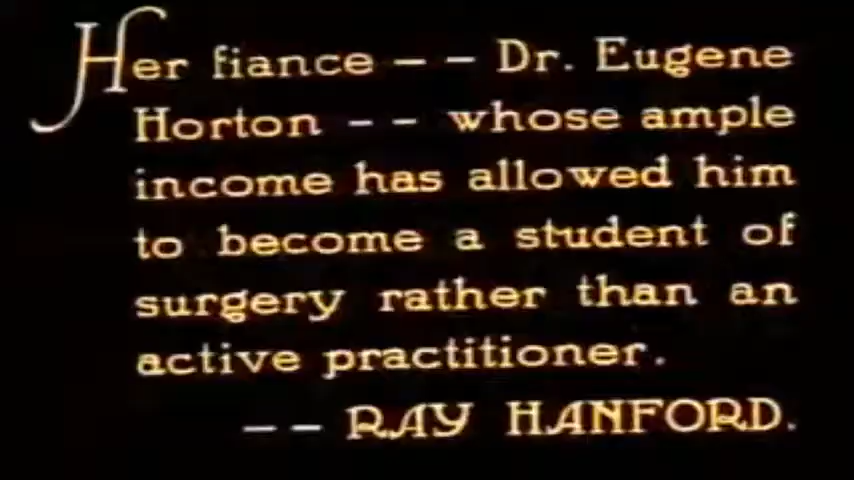 Her fiance -- Dr. Eugene
Horton -- whose ample
income has allowed him
to become a student of
surgery rather than an
active practitioner.
-- RAY HANFORD.